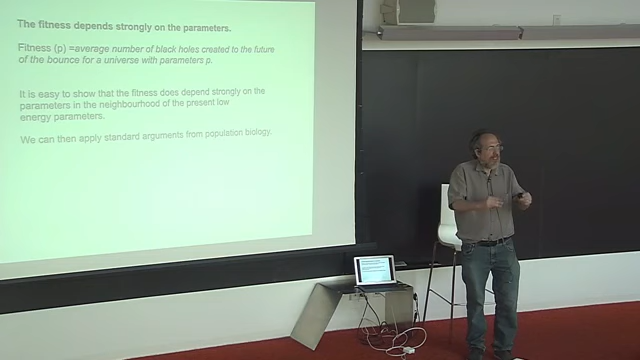 The fitness depends strongly on the parameters.
Fitness (p) =average number of black holes created to the future
of the bounce for a universe with parameters p.
It is easy to show that the fitness does depend strongly on the
parameters in the neighbourhood of the present low
energy parameters.
We can then apply standard arguments from population biology.